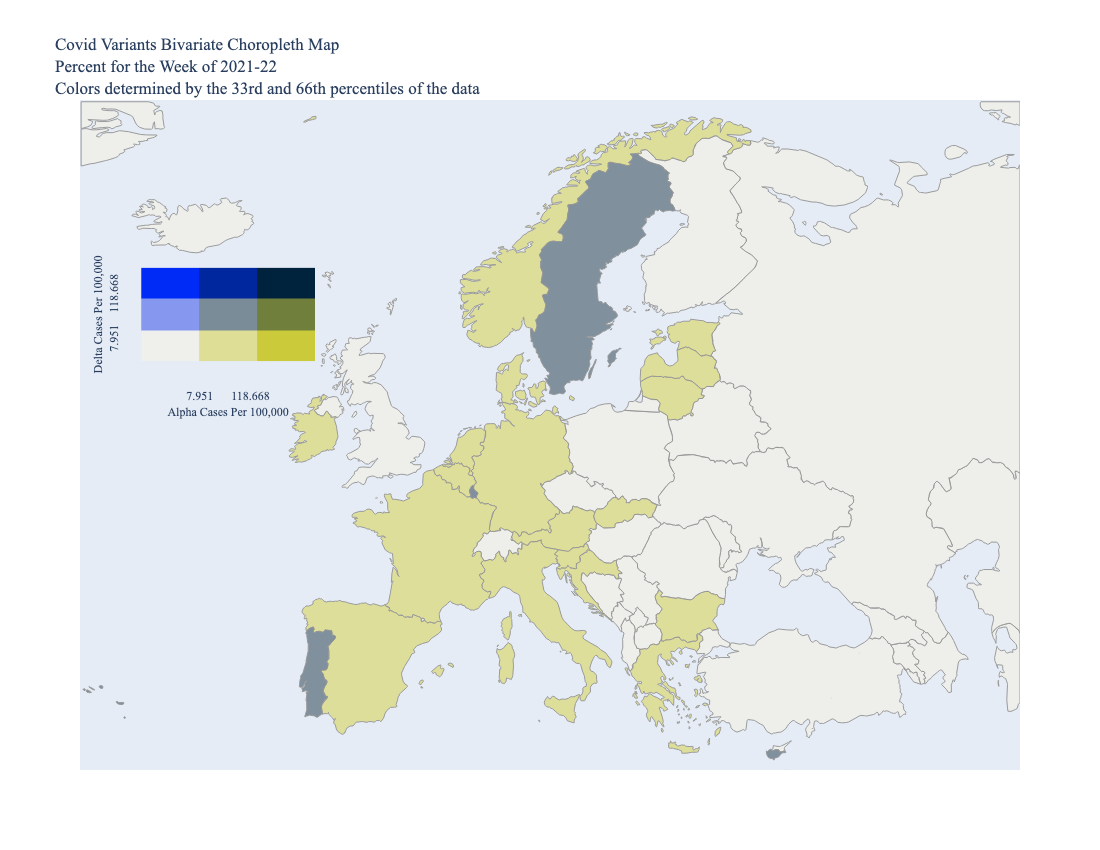 Covid Variants Bivariate Choropleth Map
Percent for the Week of 2021-22
Colors determined by the 33rd and 66th percentiles of the data
Delta Cases Per 100,000
7.951 118.668
7.951 118.668
Alpha Cases Per 100,000